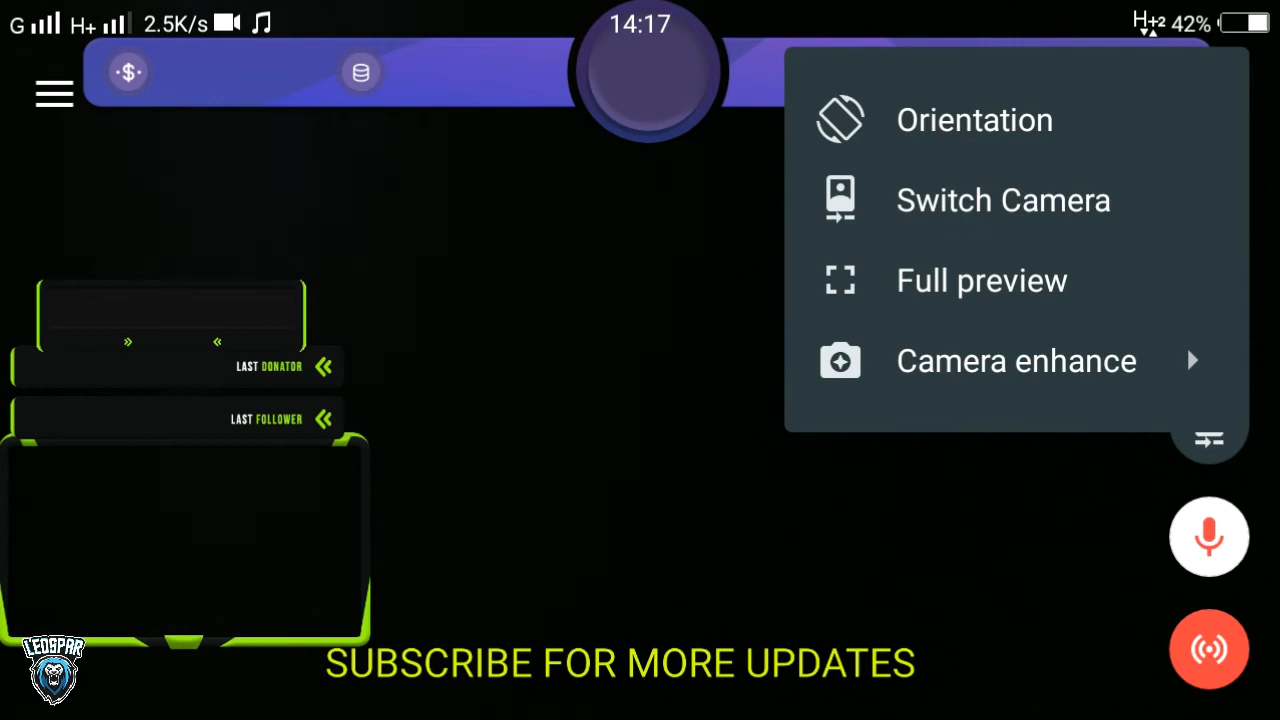 G H+ 2.5K/s 14:17 H+2 42%
Orientation
Switch Camera
Full preview
Camera enhance
LAST DONATOR
LAST FOLLOWER
LEOSPAR
SUBSCRIBE FOR MORE UPDATES